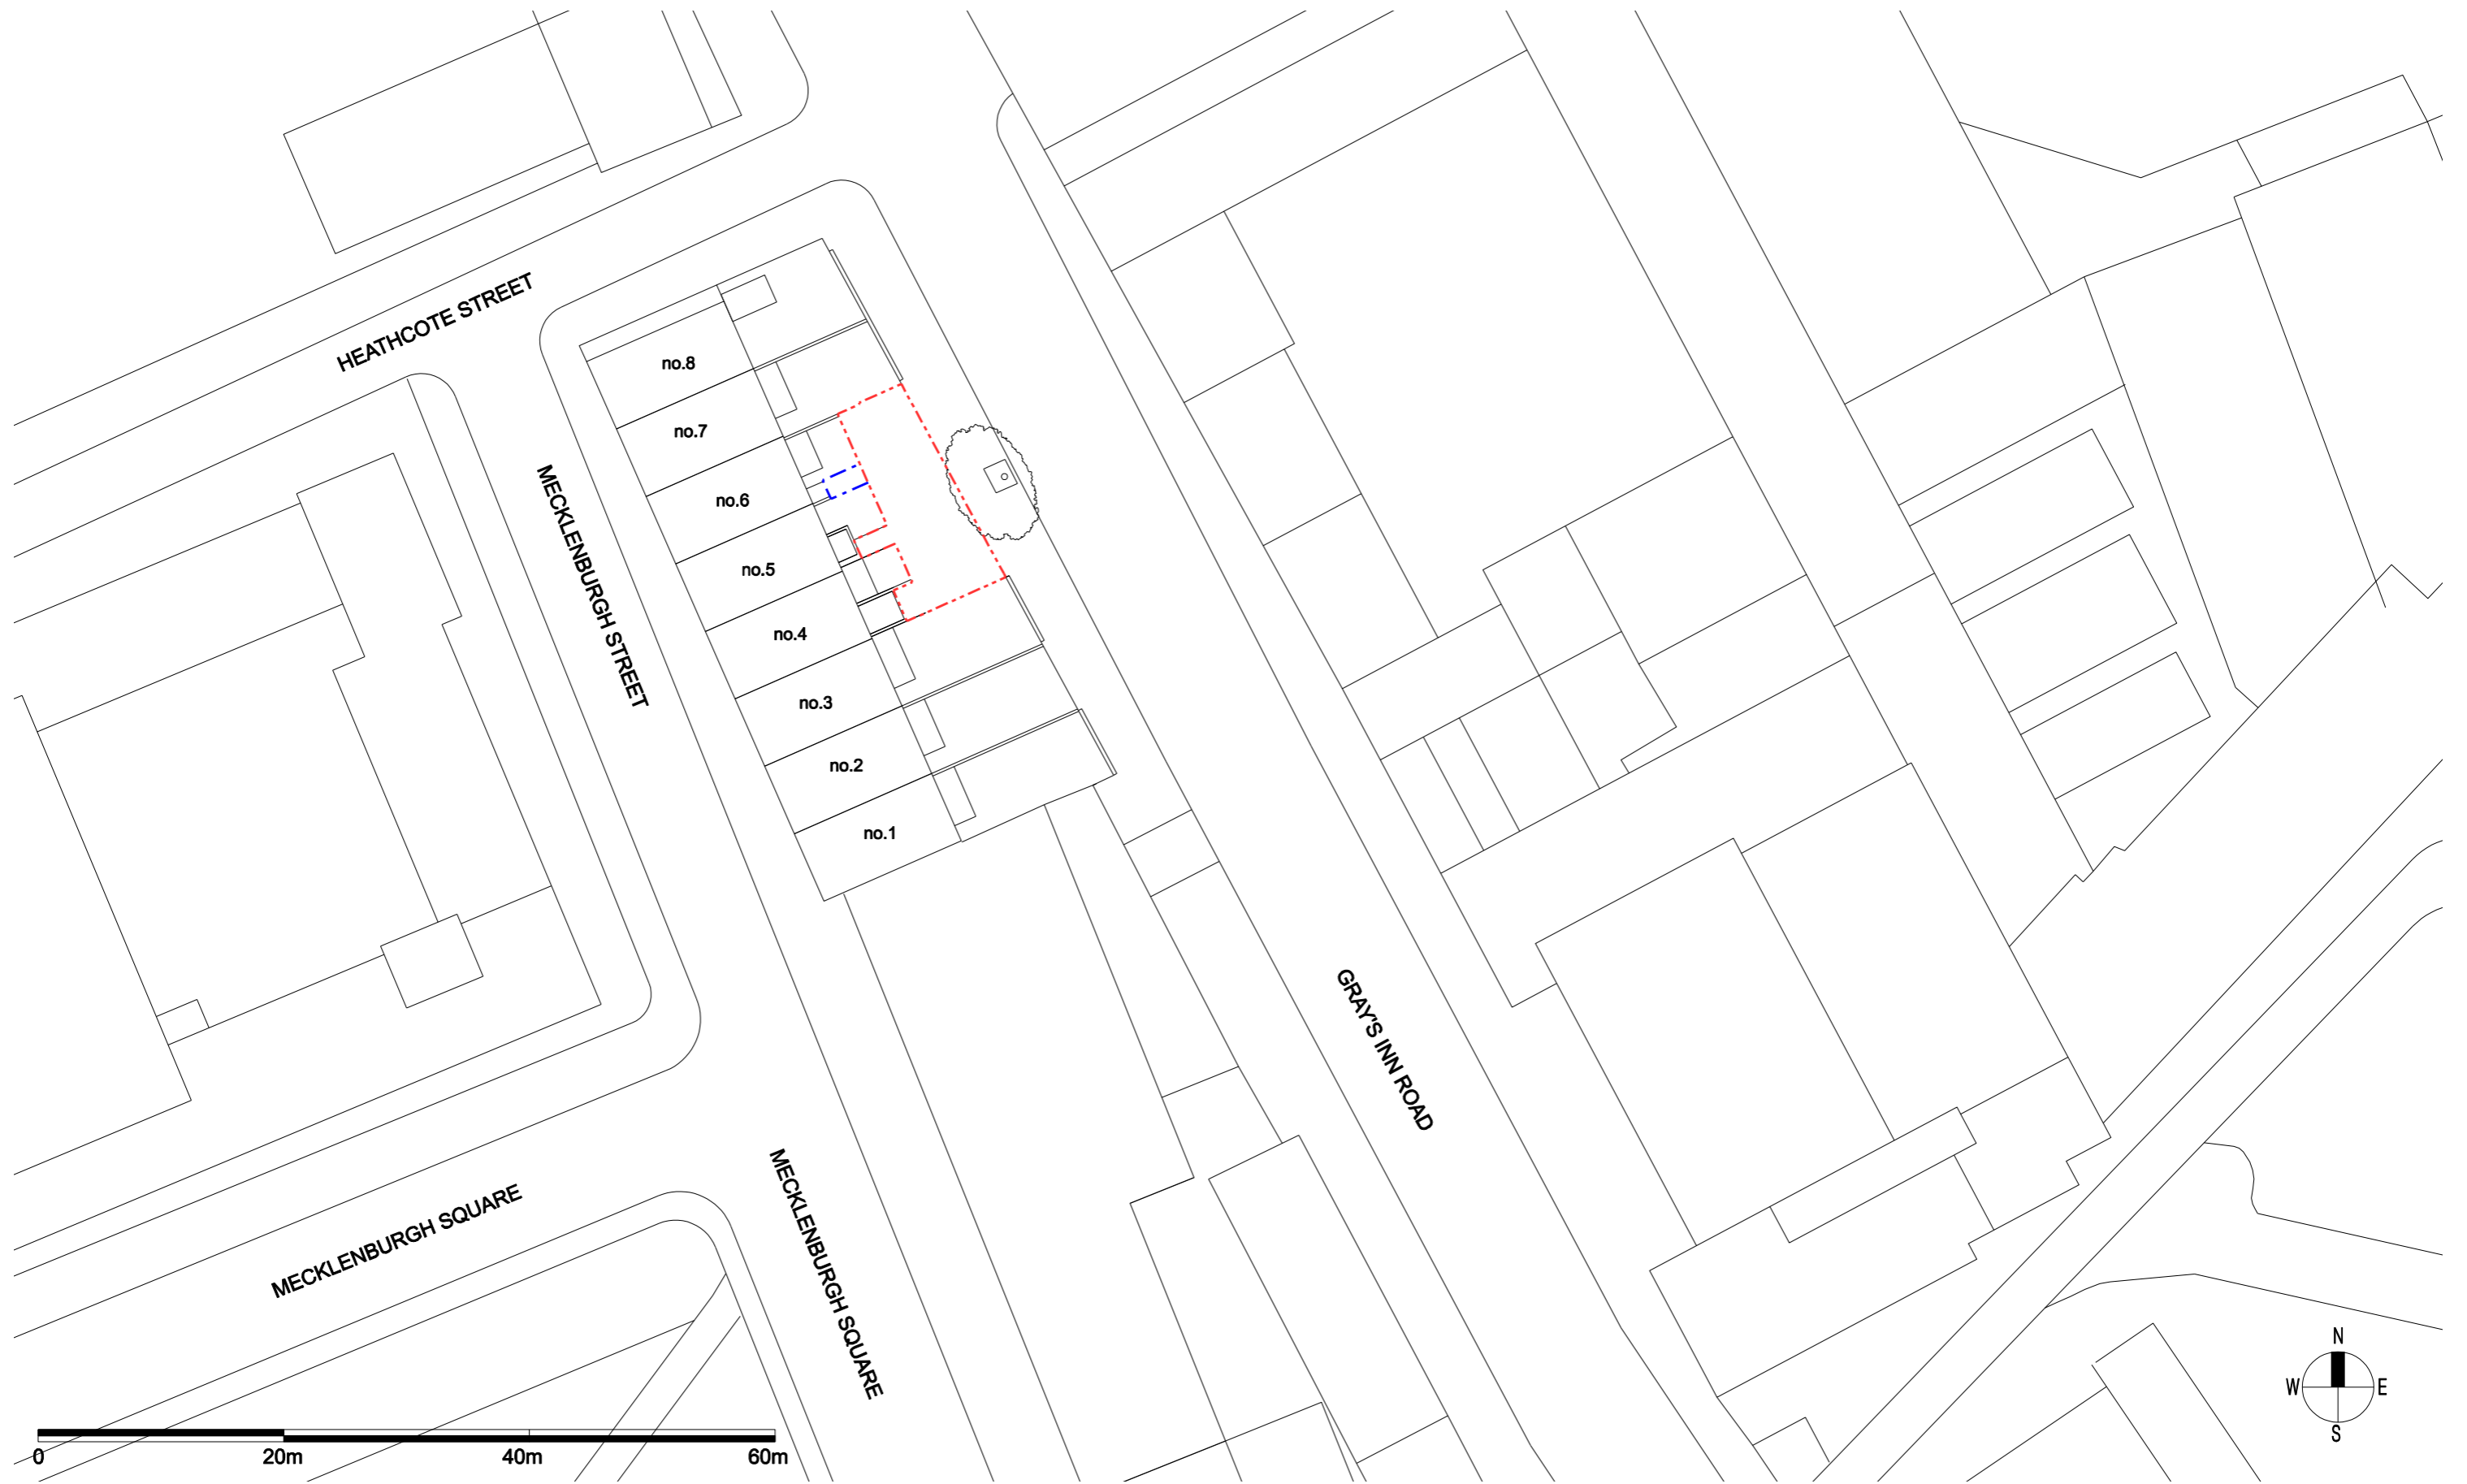 HEATHCOTE STREET
MECKLENBURGH STREET
no.8
no.7
no.6
no.5
no.4
no.3
no.2
no.1
GRAY'S INN ROAD
MECKLENBURGH SQUARE
MECKLENBURGH SQUARE
N
W E
S
0 20m 40m 60m